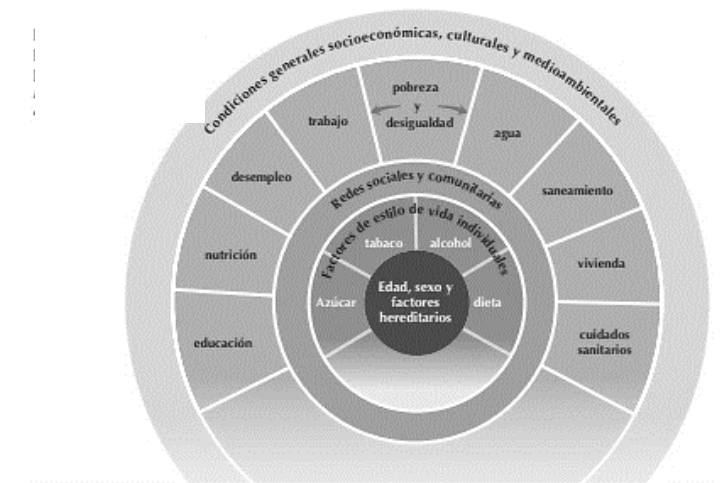 Condiciones generales socioeconómicas, culturales y medioambientales
pobreza
y
desigualdad
trabajo
agua
desempleo
saneamiento
nutrición
vivienda
educación
cuidados
sanitarios
Redes sociales y comunitarias
Factores de estilo de vida individuales
tabaco
alcohol
Azúcar
dieta
Edad, sexo y
factores
hereditarios